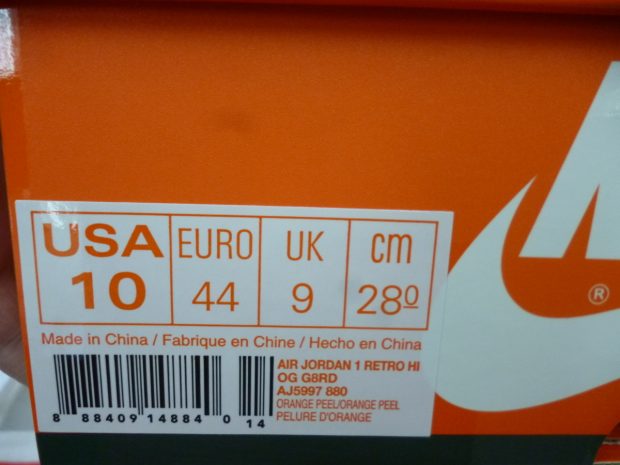 USA EURO UK cm
10 44 9 28⁰
Made in China / Fabrique en Chine / Hecho en China
AIR JORDAN 1 RETRO HI
OG G8RD
AJ5997 880
ORANGE PEEL/ORANGE PEEL
PELURE D'ORANGE
8 88409 14884 0 14
®